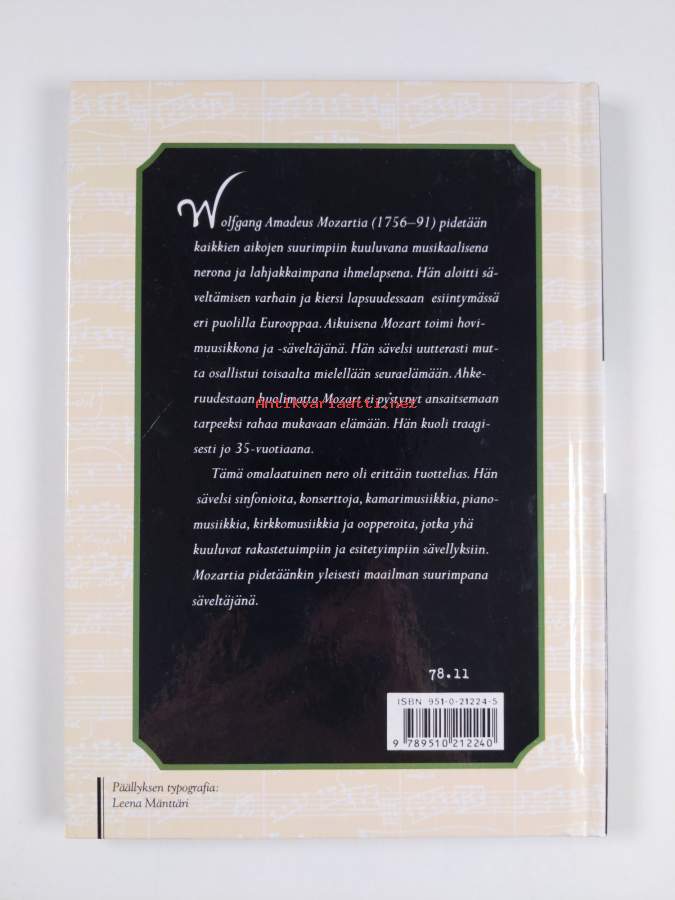 Wolfgang Amadeus Mozartia (1756–91) pidetään
kaikkien aikojen suurimpiin kuuluvana musikaalisena
nerona ja lahjakkaimpana ihmelapsena. Hän aloitti sä-
veltämisen varhain ja kiersi lapsuudessaan esiintymässä
eri puolilla Eurooppaa. Aikuisena Mozart toimi hovi-
muusikkona ja -säveltäjänä. Hän sävelsi uutterasti mut-
ta osallistui toisaalta mielellään seuraelämään. Ahke-
ruudestaan huolimatta Mozart ei pystynyt ansaitsemaan
Antikvariaatti.net
tarpeeksi rahaa mukavaan elämään. Hän kuoli traagi-
sesti jo 35-vuotiaana.
Tämä omalaatuinen nero oli erittäin tuottelias. Hän
sävelsi sinfonioita, konserttoja, kamarimusiikkia, piano-
musiikkia, kirkkomusiikkia ja oopperoita, jotka yhä
kuuluvat rakastetuimpiin ja esitetyimpiin sävellyksiin.
Mozartia pidetäänkin yleisesti maailman suurimpana
säveltäjänä.
78.11
ISBN 951-0-21224-5
9 789510 212240
Päällyksen typografia:
Leena Mänttäri